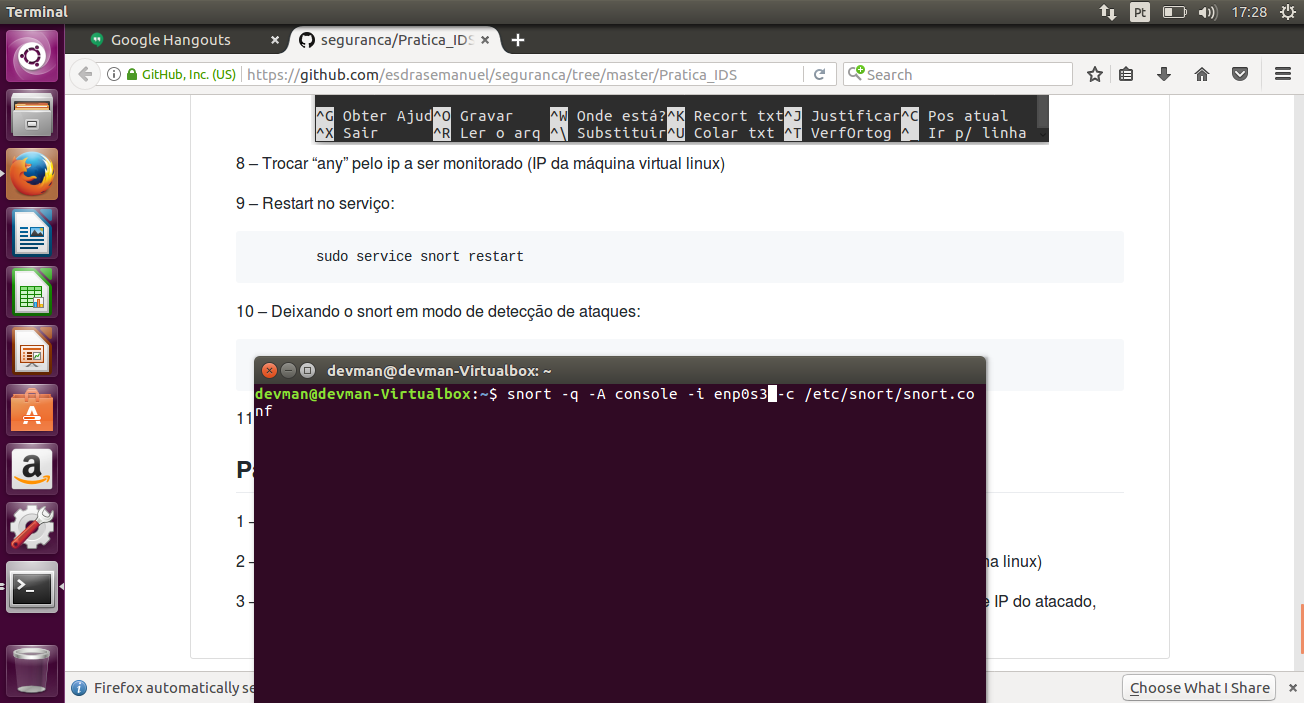 Terminal
Pt
17:28
Google Hangouts
seguranca/Pratica_IDS
GitHub, Inc. (US)
https://github.com/esdrasemanuel/seguranca/tree/master/Pratica_IDS
Search
^G Obter Ajud^O Gravar ^W Onde está?^K Recort txt^J Justificar^C Pos atual
^X Sair ^R Ler o arq ^\ Substituir^U Colar txt ^T VerfOrtog ^_ Ir p/ linha
8 – Trocar “any” pelo ip a ser monitorado (IP da máquina virtual linux)
9 – Restart no serviço:
sudo service snort restart
10 – Deixando o snort em modo de detecção de ataques:
devman@devman-Virtualbox: ~
devman@devman-Virtualbox:~$ snort -q -A console -i enp0s3 -c /etc/snort/snort.co
nf
11
1 –
2 – linux)
3 – IP do atacado,
Firefox automatically
Choose What I Share